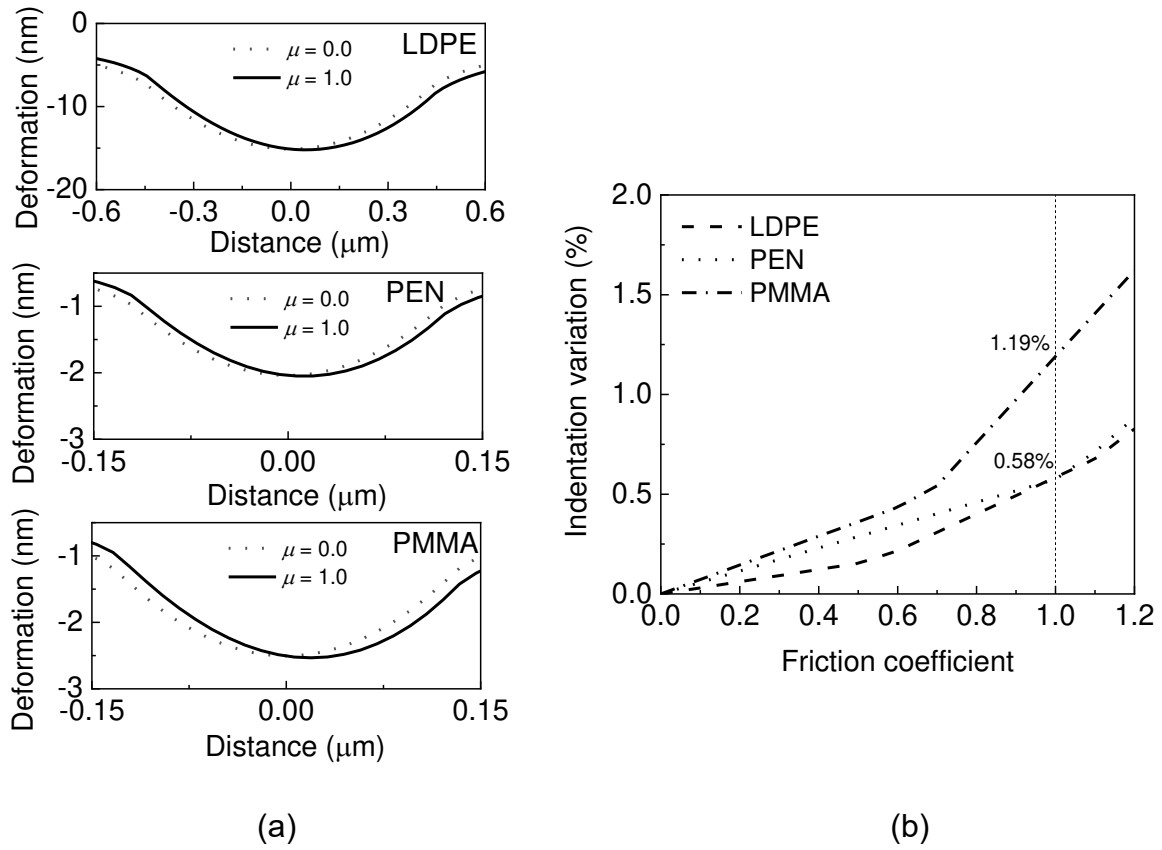 0
-5
-10
-15
-20
Deformation (nm)
μ = 0.0
μ = 1.0
LDPE
-0.6 -0.3 0.0 0.3 0.6
Distance (μm)
-1
-2
-3
Deformation (nm)
μ = 0.0
μ = 1.0
PEN
-0.15 0.00 0.15
Distance (μm)
-1
-2
-3
Deformation (nm)
μ = 0.0
μ = 1.0
PMMA
-0.15 0.00 0.15
Distance (μm)
(a)
2.0
1.5
1.0
0.5
0.0
Indentation variation (%)
LDPE
PEN
PMMA
1.19%
0.58%
0.0 0.2 0.4 0.6 0.8 1.0 1.2
Friction coefficient
(b)